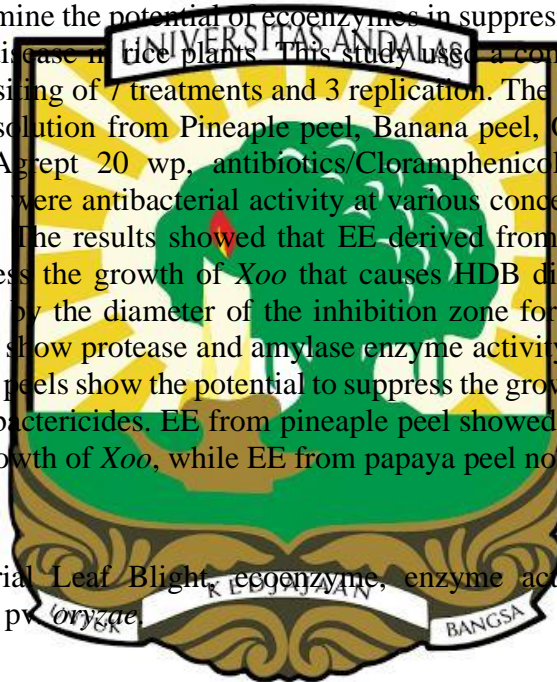 mine the potential of ecoenzymes in suppres
UNIVERSITAS ANDALAS
isease in rice plants. This study used a con
iting of 7 treatments and 3 replication. The
solution from Pineaple peel, Banana peel,
Agrept 20 wp, antibiotics/Cloramphenicol
were antibacterial activity at various conce
The results showed that EE derived from
ess the growth of Xoo that causes HDB di
by the diameter of the inhibition zone for
show protease and amylase enzyme activity
peels show the potential to suppress the grow
bactericides. EE from pineaple peel showed
owth of Xoo, while EE from papaya peel no
rial Leaf Blight, ecoenzyme, enzyme act
KEDJAJAAN
pv oryzae.
UNTUK
BANGSA